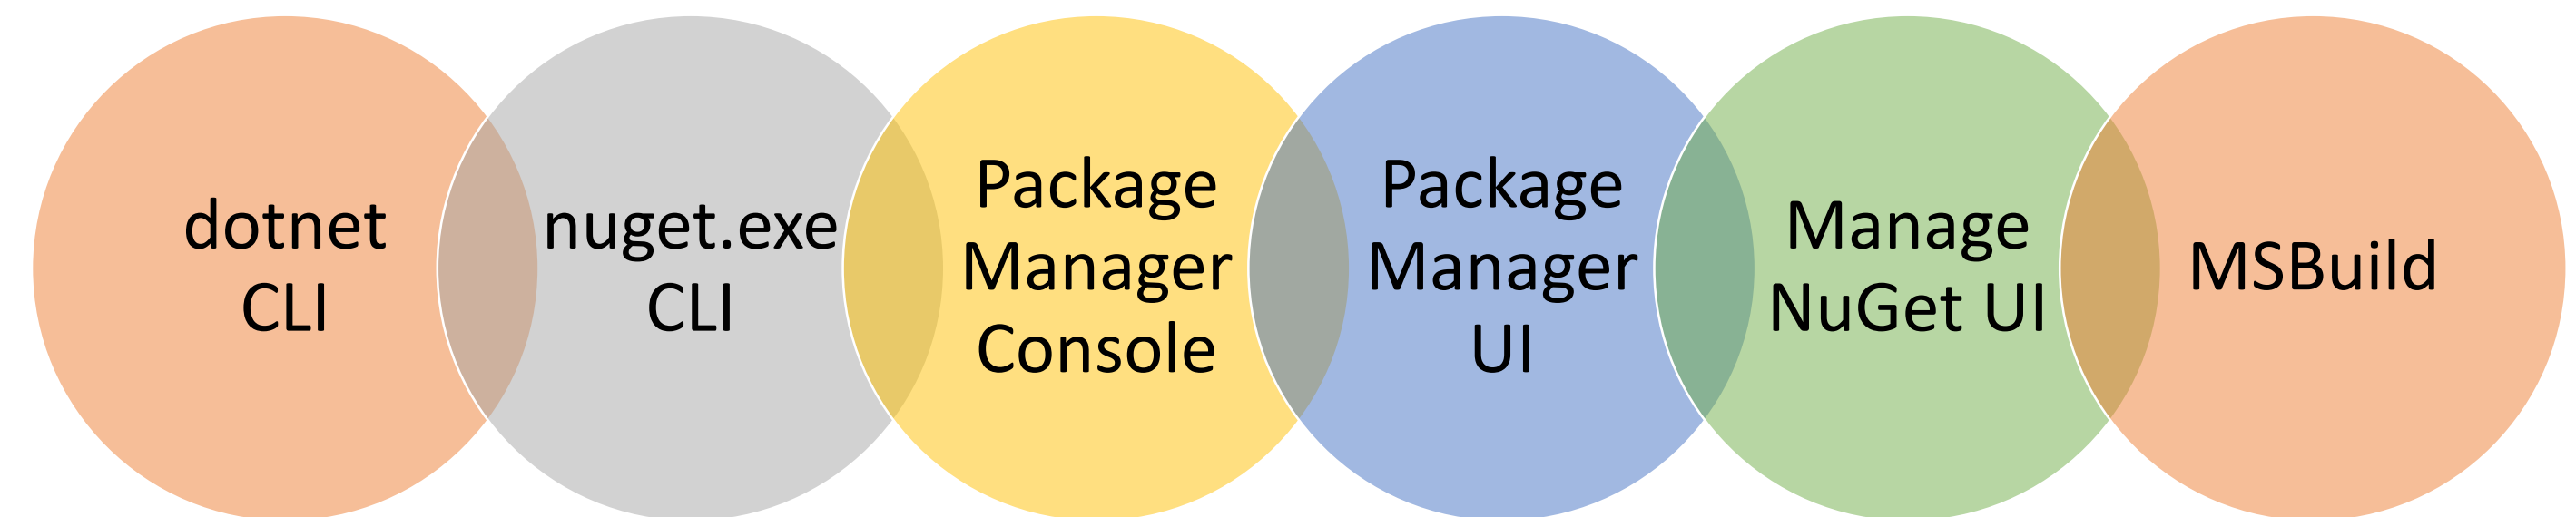 dotnet
CLI
nuget.exe
CLI
Package
Manager
Console
Package
Manager
UI
Manage
NuGet UI
MSBuild